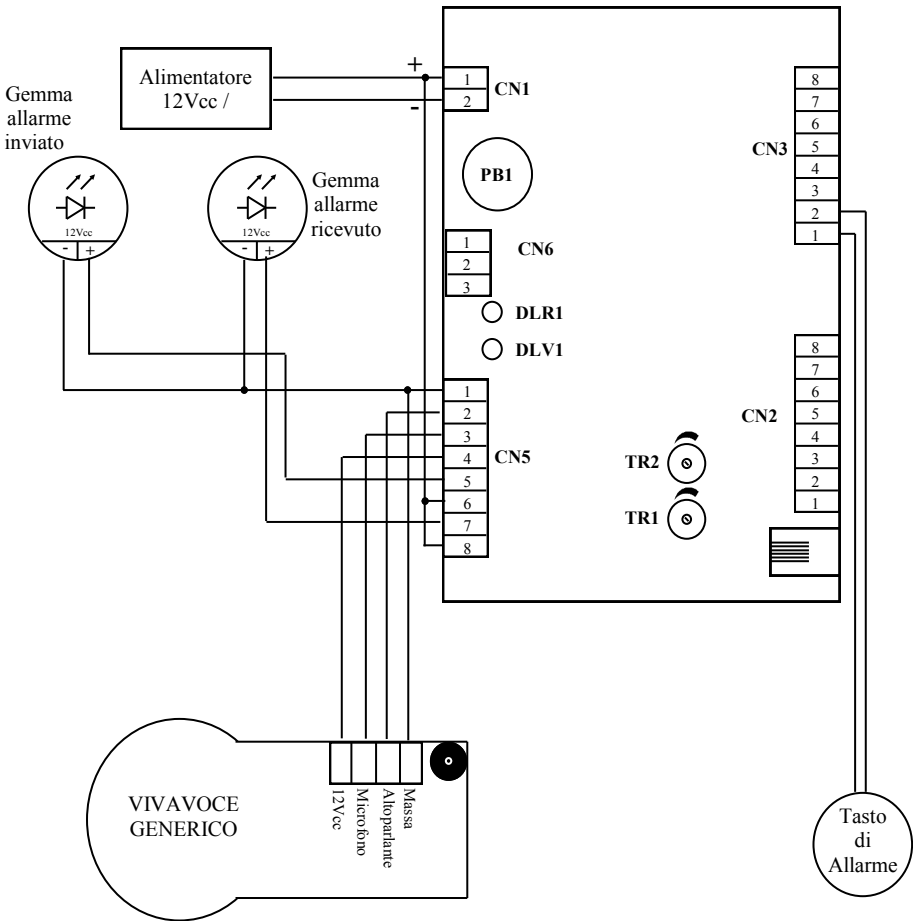 Alimentatore
12Vcc /
+
-
Gemma
allarme
inviato
12Vcc
- +
Gemma
allarme
ricevuto
12Vcc
- +
1
2
CN1
PB1
1
2
3
CN6
DLR1
DLV1
1
2
3
4
5
6
7
8
CN5
8
7
6
5
4
3
2
1
CN3
8
7
6
5
4
3
2
1
CN2
TR2
TR1
VIVAVOCE
GENERICO
12Vcc
Microfono
Altoparlante
Massa
Tasto
di
Allarme